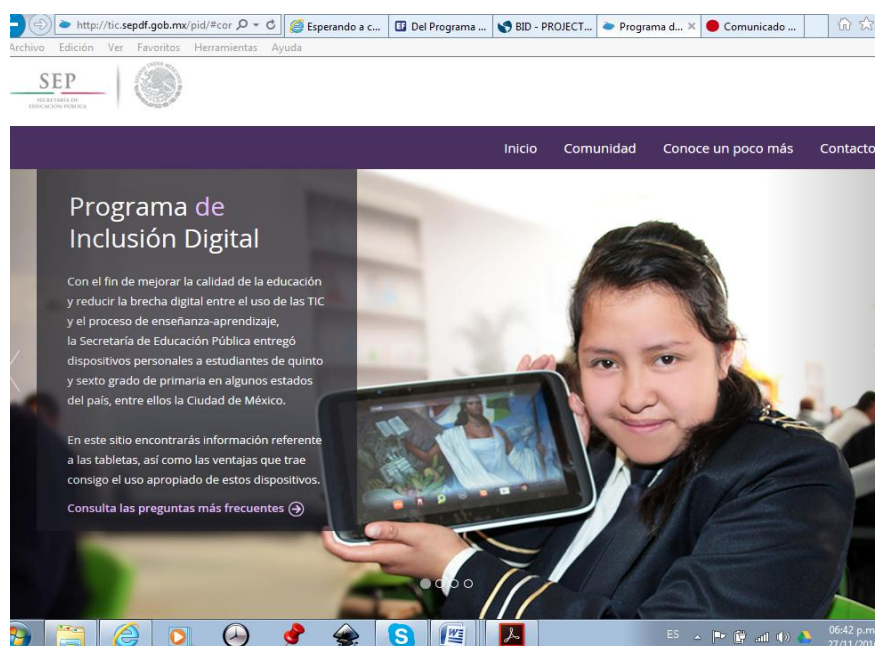 http://tic.sepdf.gob.mx/pid/#cor
Esperando a c...
Del Programa ...
BID - PROJECT...
Programa d...
Comunicado ...
Archivo Edición Ver Favoritos Herramientas Ayuda
SEP
SECRETARÍA DE
EDUCACIÓN PÚBLICA
Inicio Comunidad Conoce un poco más Contacto
Programa de
Inclusión Digital
Con el fin de mejorar la calidad de la educación
y reducir la brecha digital entre el uso de las TIC
y el proceso de enseñanza-aprendizaje,
la Secretaría de Educación Pública entregó
dispositivos personales a estudiantes de quinto
y sexto grado de primaria en algunos estados
del país, entre ellos la Ciudad de México.
En este sitio encontrarás información referente
a las tabletas, así como las ventajas que trae
consigo el uso apropiado de estos dispositivos.
Consulta las preguntas más frecuentes
ES
06:42 p.m
27/11/201